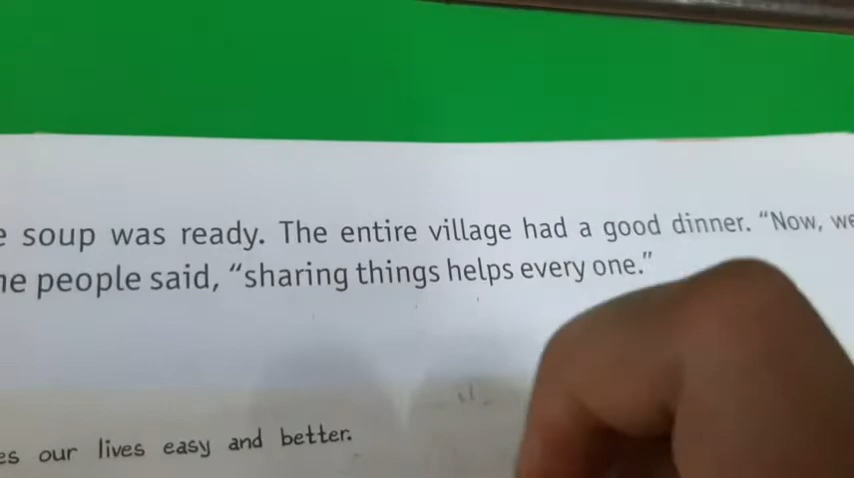 e soup was ready. The entire village had a good dinner. “Now, we
people said, “sharing things helps every one.”
our lives easy and better.